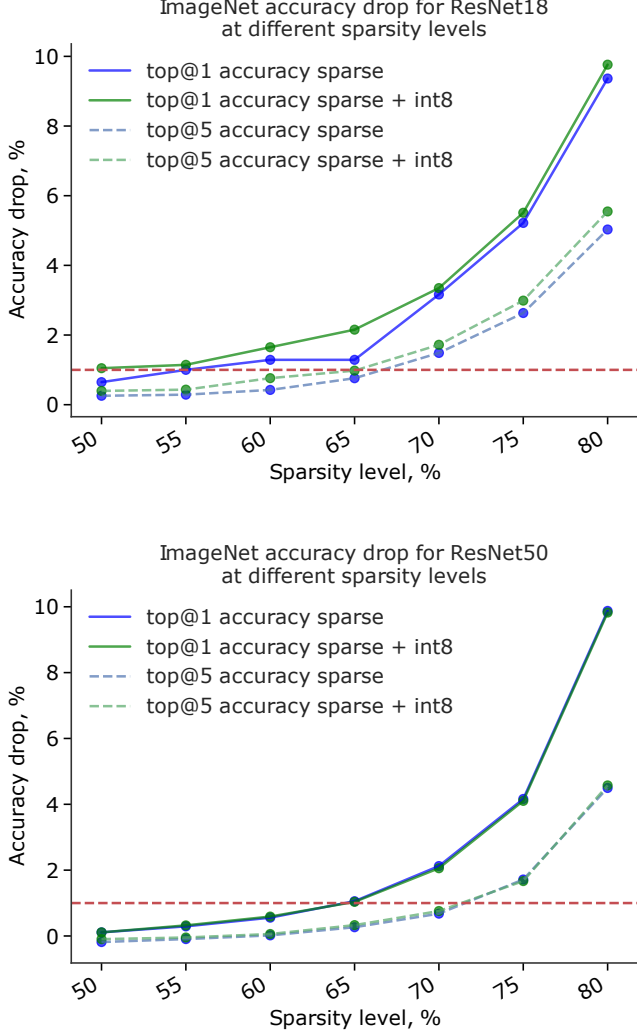 ImageNet accuracy drop for ResNet18
at different sparsity levels
10
8
6
4
2
0
Accuracy drop, %
top@1 accuracy sparse
top@1 accuracy sparse + int8
top@5 accuracy sparse
top@5 accuracy sparse + int8
50
55
60
65
70
75
80
Sparsity level, %
ImageNet accuracy drop for ResNet50
at different sparsity levels
10
8
6
4
2
0
Accuracy drop, %
top@1 accuracy sparse
top@1 accuracy sparse + int8
top@5 accuracy sparse
top@5 accuracy sparse + int8
50
55
60
65
70
75
80
Sparsity level, %